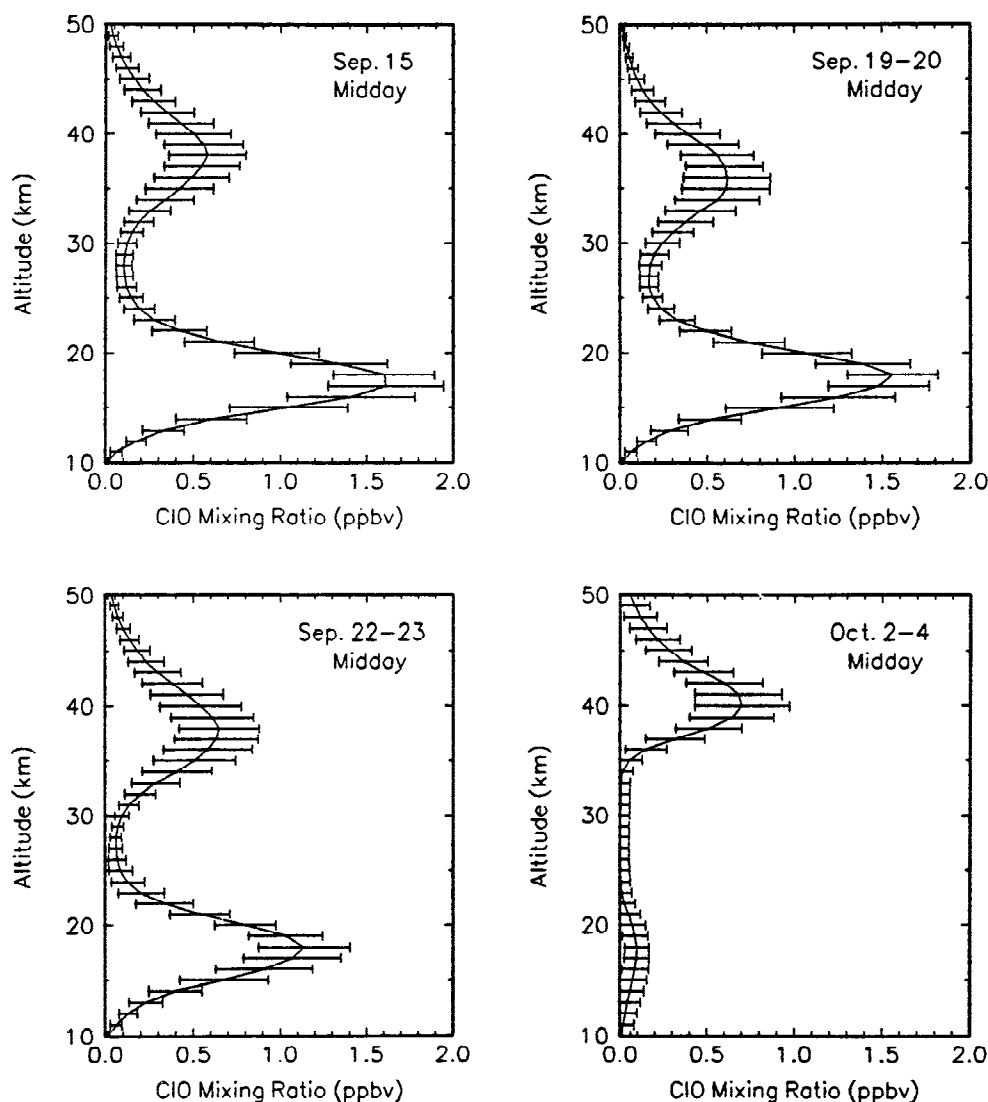 Sep. 15
Midday
50
40
30
20
10
Altitude (km)
0.0 0.5 1.0 1.5 2.0
ClO Mixing Ratio (ppbv)
Sep. 19-20
Midday
50
40
30
20
10
Altitude (km)
0.0 0.5 1.0 1.5 2.0
ClO Mixing Ratio (ppbv)
Sep. 22-23
Midday
50
40
30
20
10
Altitude (km)
0.0 0.5 1.0 1.5 2.0
ClO Mixing Ratio (ppbv)
Oct. 2-4
Midday
50
40
30
20
10
Altitude (km)
0.0 0.5 1.0 1.5 2.0
ClO Mixing Ratio (ppbv)